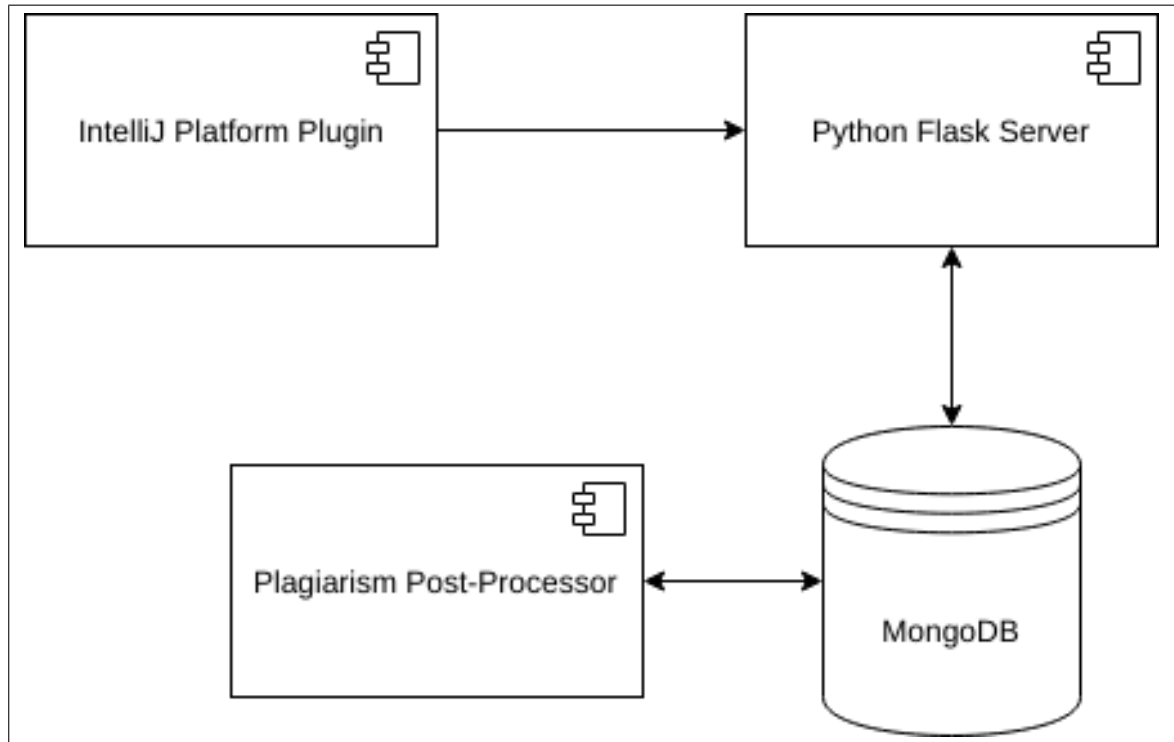 IntelliJ Platform Plugin
Python Flask Server
Plagiarism Post-Processor
MongoDB